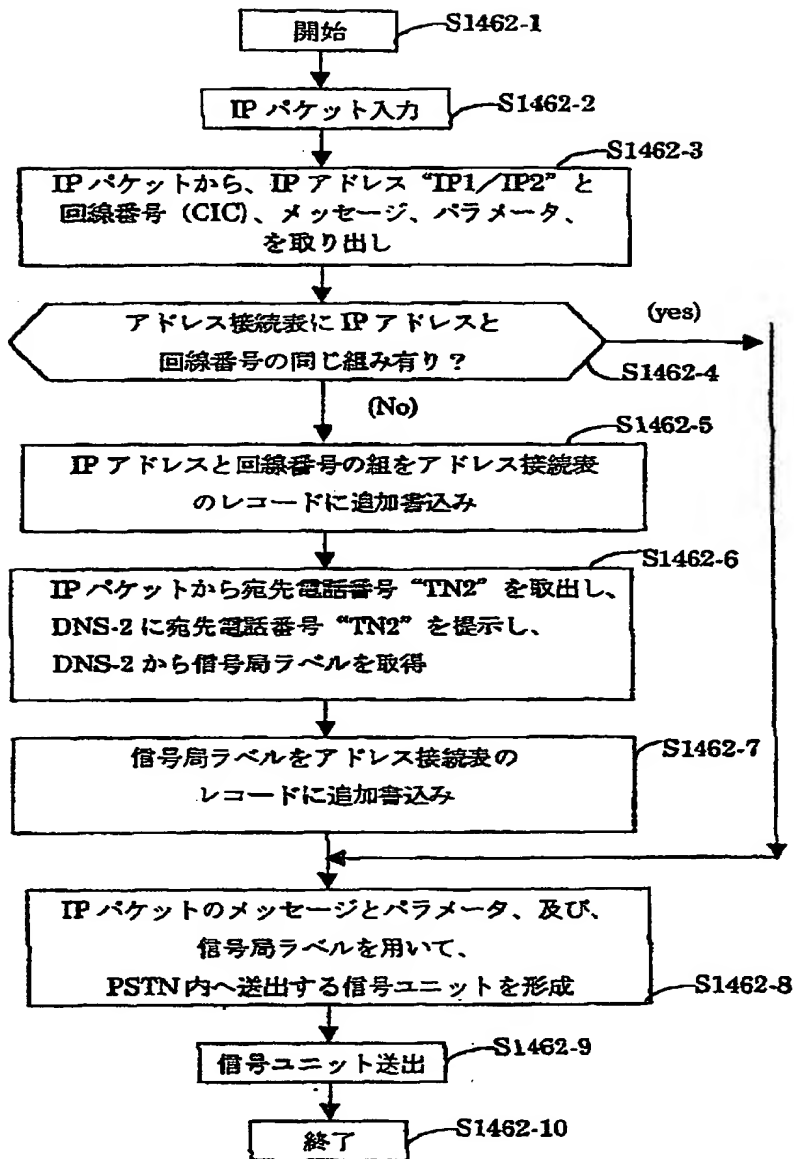 開始
S1462-1
IP パケット入力
S1462-2
S1462-3
IP パケットから、IP アドレス “IP1／IP2” と
回線番号（CIC）、メッセージ、パラメータ、
を取り出し
アドレス接続表に IP アドレスと
回線番号の同じ組み有り？
(yes)
S1462-4
(No)
S1462-5
IP アドレスと回線番号の組をアドレス接続表
のレコードに追加書込み
S1462-6
IP パケットから宛先電話番号 “TN2” を取出し、
DNS-2 に宛先電話番号 “TN2” を提示し、
DNS-2 から信号局ラベルを取得
信号局ラベルをアドレス接続表の
レコードに追加書込み
S1462-7
IP パケットのメッセージとパラメータ、及び、
信号局ラベルを用いて、
PSTN 内へ送出する信号ユニットを形成
S1462-8
信号ユニット送出
S1462-9
終了
S1462-10